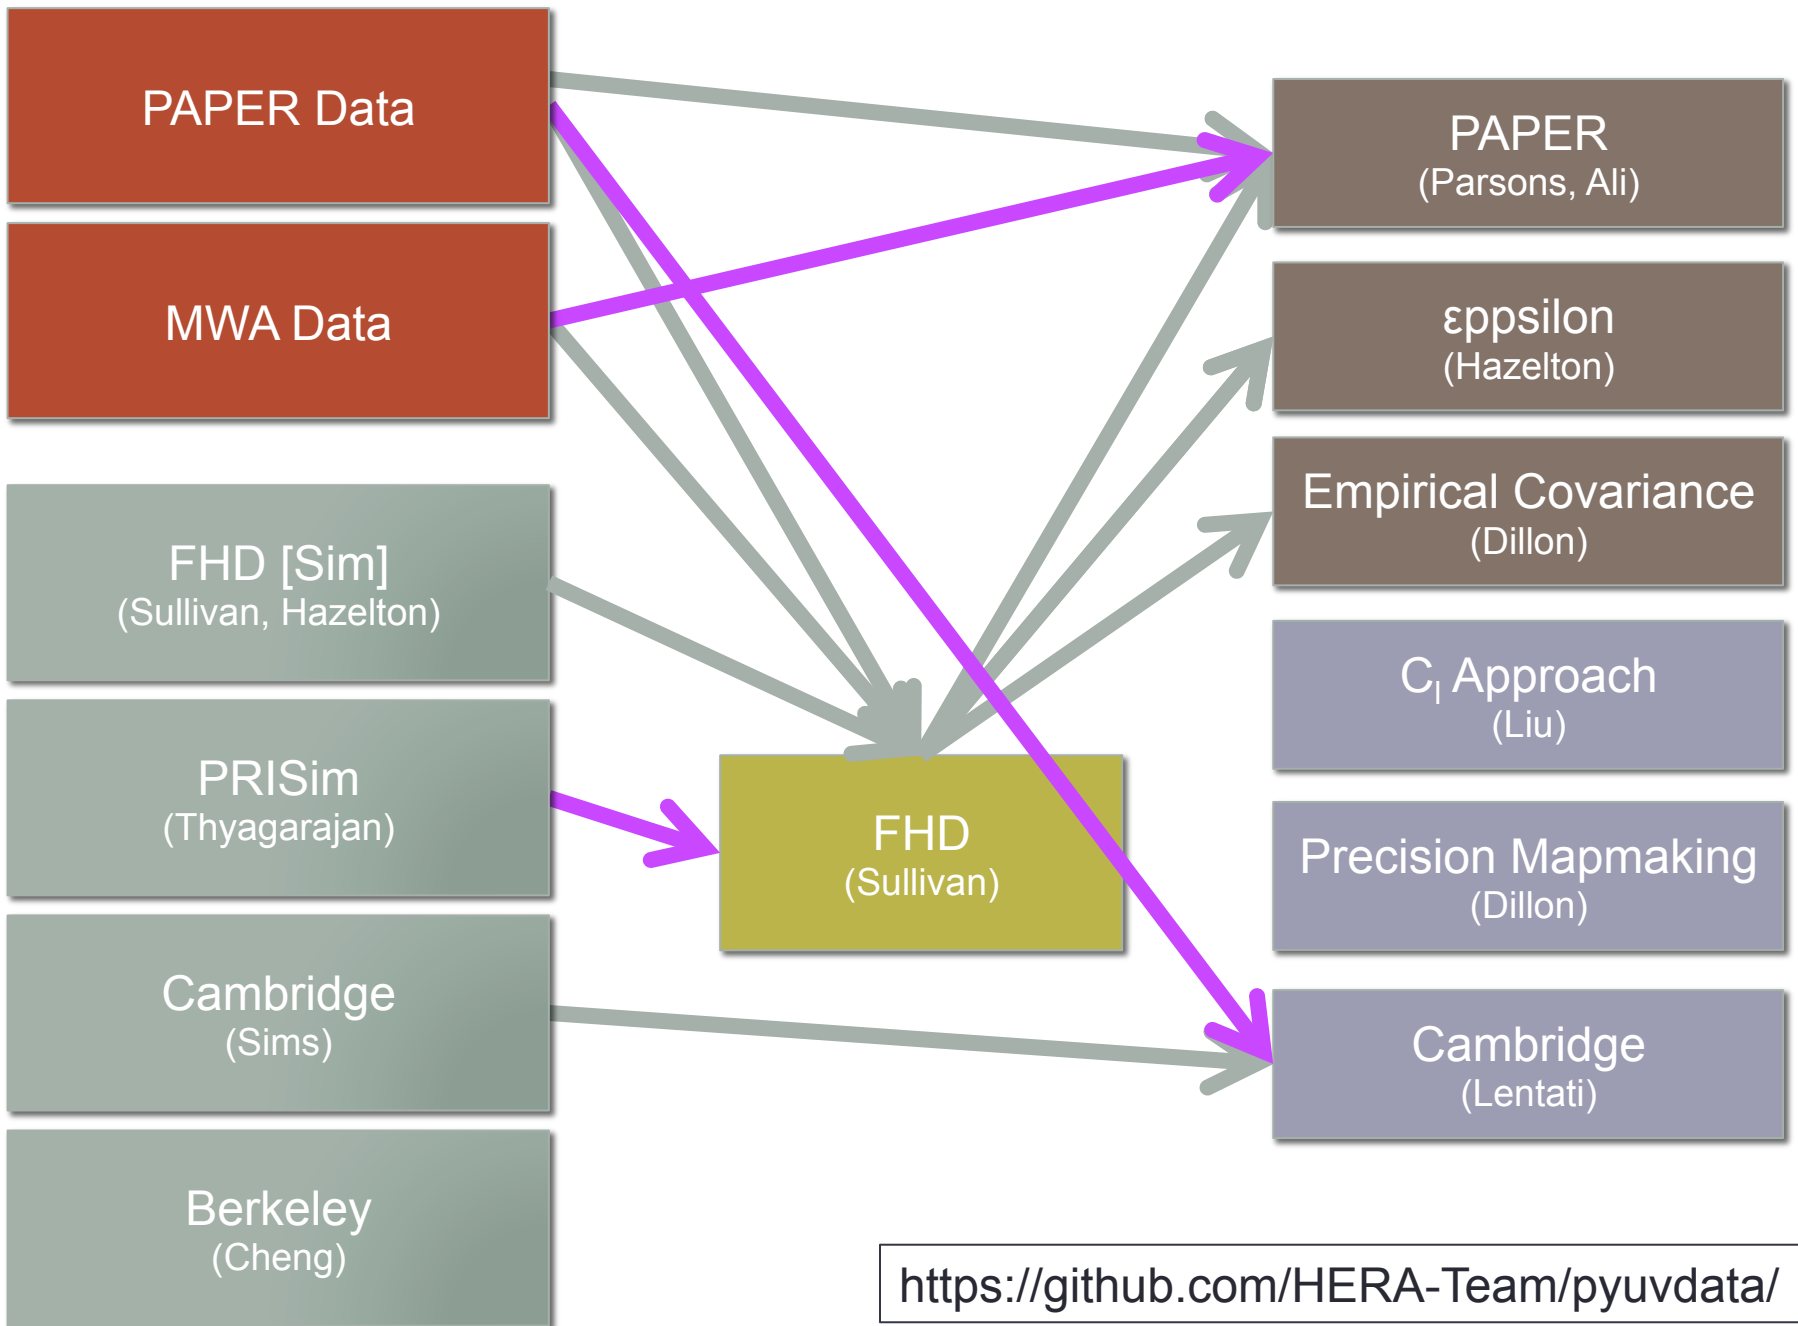 PAPER Data
MWA Data
FHD [Sim]
(Sullivan, Hazelton)
PRISim
(Thyagarajan)
Cambridge
(Sims)
Berkeley
(Cheng)
FHD
(Sullivan)
PAPER
(Parsons, Ali)
εppsilon
(Hazelton)
Empirical Covariance
(Dillon)
Cl Approach
(Liu)
Precision Mapmaking
(Dillon)
Cambridge
(Lentati)
https://github.com/HERA-Team/pyuvdata/